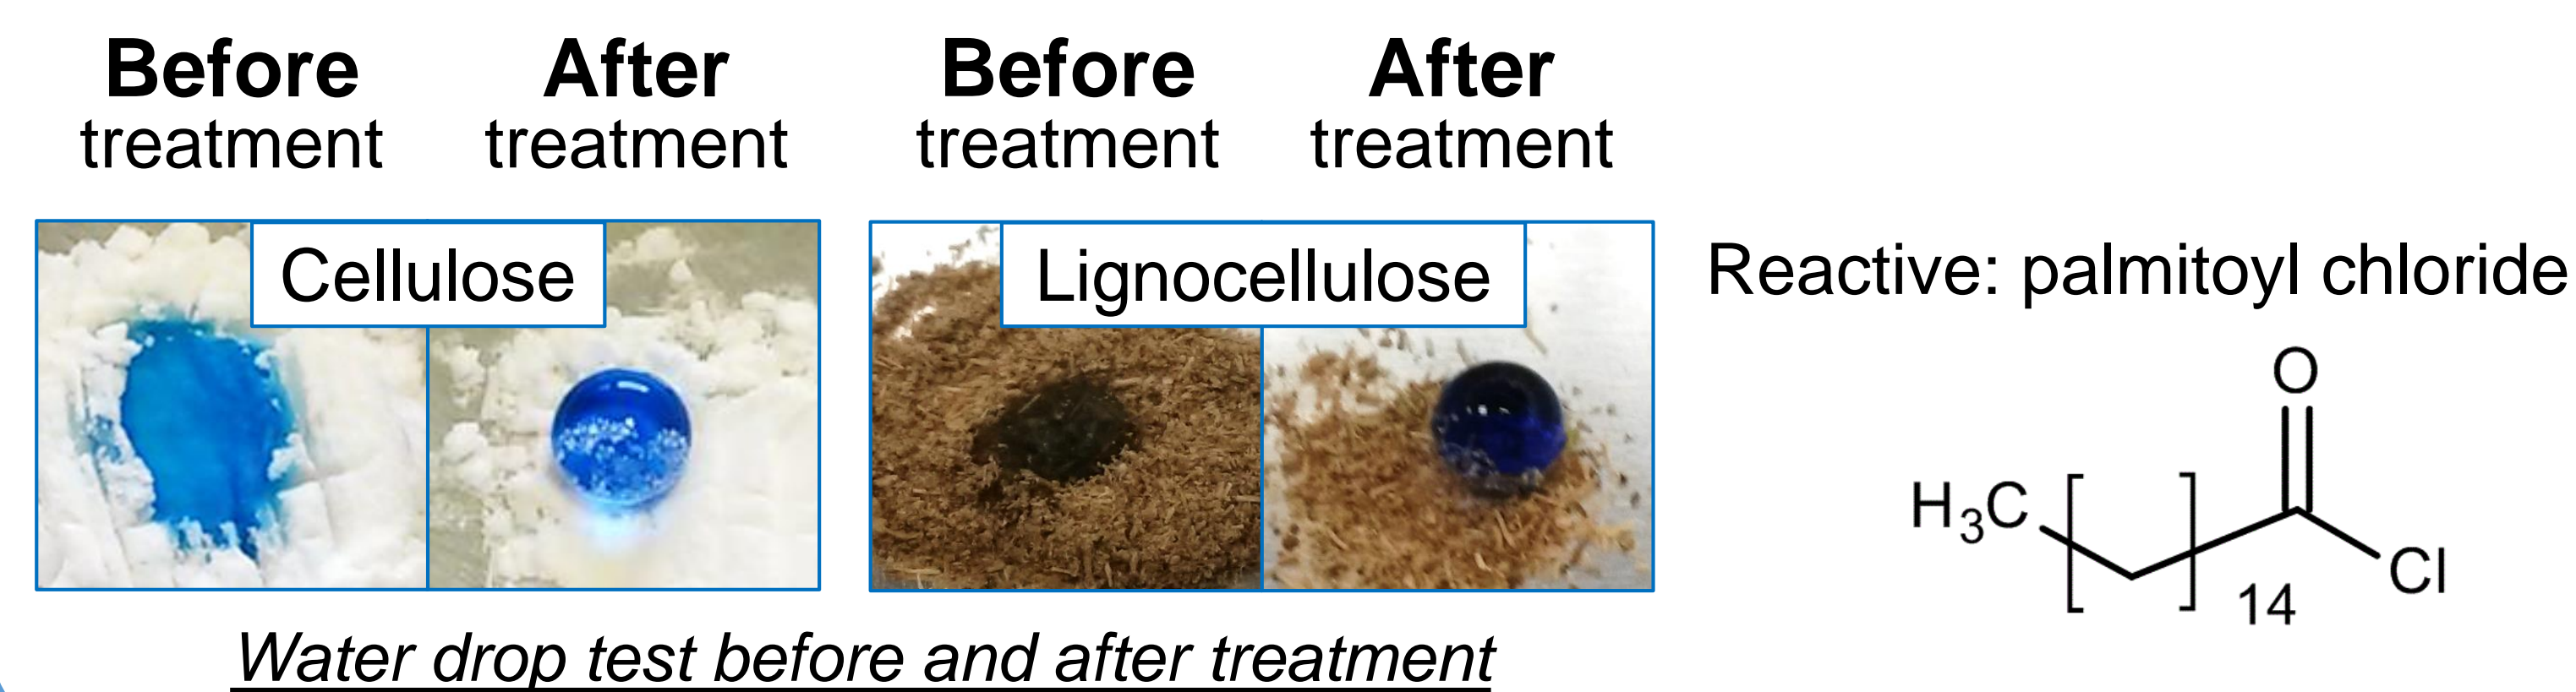 Before After Before After
treatment treatment treatment treatment
Cellulose Lignocellulose
Reactive: palmitoyl chloride
O
H₃C
Cl
14
Water drop test before and after treatment